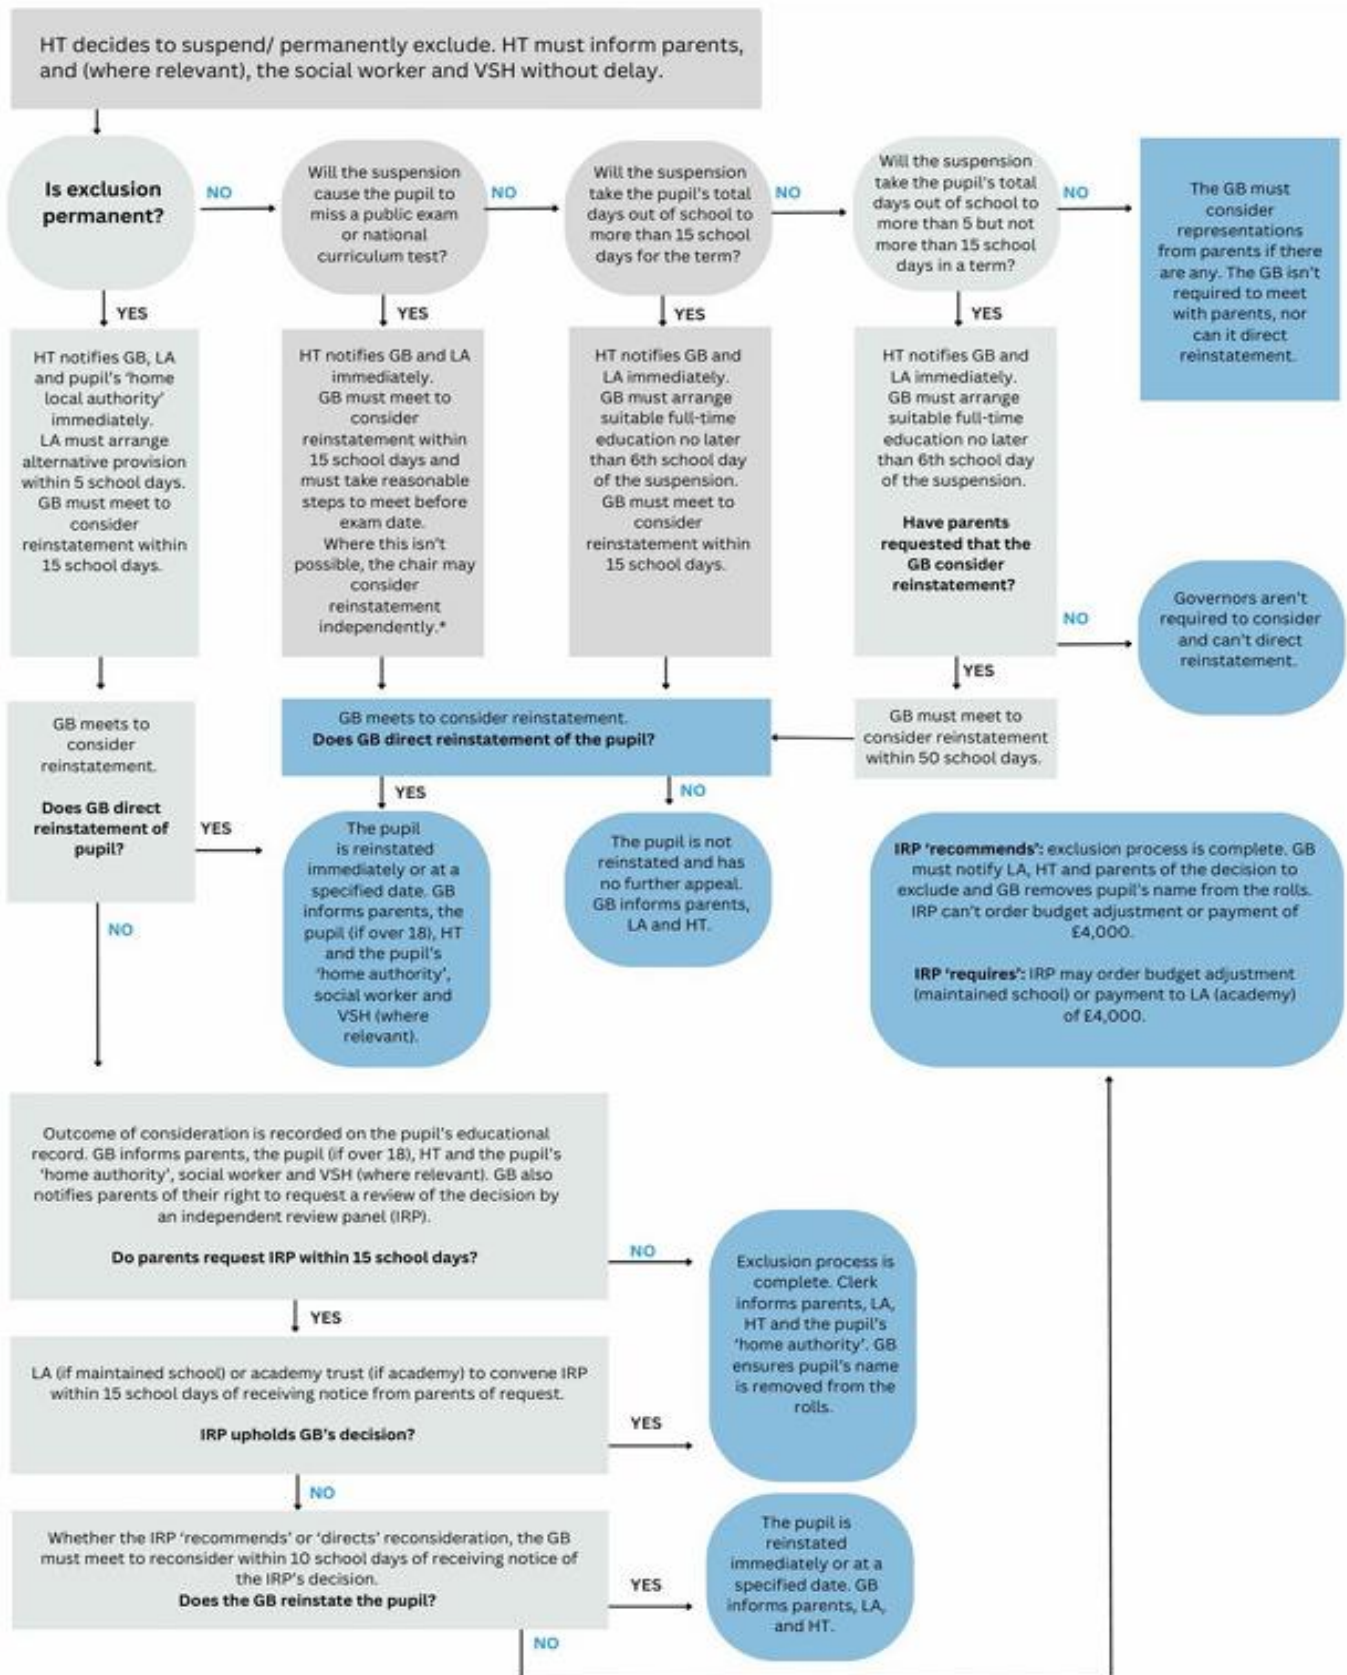 HT decides to suspend/ permanently exclude. HT must inform parents,
and (where relevant), the social worker and VSH without delay.
Is exclusion
permanent?
NO
Will the suspension
cause the pupil to
miss a public exam
or national
curriculum test?
NO
Will the suspension
take the pupil's total
days out of school to
more than 15 school
days for the term?
NO
Will the suspension
take the pupil's total
days out of school to
more than 5 but not
more than 15 school
days in a term?
NO
The GB must
consider
representations
from parents if there
are any. The GB isn't
required to meet
with parents, nor
can it direct
reinstatement.
YES
YES
YES
YES
HT notifies GB, LA
and pupil's 'home
local authority'
immediately.
LA must arrange
alternative provision
within 5 school days.
GB must meet to
consider
reinstatement within
15 school days.
HT notifies GB and LA
immediately.
GB must meet to
consider
reinstatement within
15 school days and
must take reasonable
steps to meet before
exam date.
Where this isn't
possible, the chair may
consider
reinstatement
independently.*
HT notifies GB and
LA immediately.
GB must arrange
suitable full-time
education no later
than 6th school day
of the suspension.
GB must meet to
consider
reinstatement within
15 school days.
HT notifies GB and
LA immediately.
GB must arrange
suitable full-time
education no later
than 6th school day
of the suspension.
Have parents
requested that the
GB consider
reinstatement?
NO
Governors aren't
required to consider
and can't direct
reinstatement.
YES
GB meets to
consider
reinstatement.
Does GB direct
reinstatement of
pupil?
GB meets to consider reinstatement.
Does GB direct reinstatement of the pupil?
GB must meet to
consider reinstatement
within 50 school days.
YES
NO
YES
The pupil
is reinstated
immediately or at a
specified date. GB
informs parents, the
pupil (if over 18), HT
and the pupil's
'home authority',
social worker and
VSH (where
relevant).
The pupil is not
reinstated and has
no further appeal.
GB informs parents,
LA and HT.
IRP 'recommends': exclusion process is complete. GB
must notify LA, HT and parents of the decision to
exclude and GB removes pupil's name from the rolls.
IRP can't order budget adjustment or payment of
£4,000.
IRP 'requires': IRP may order budget adjustment
(maintained school) or payment to LA (academy)
of £4,000.
NO
Outcome of consideration is recorded on the pupil's educational
record. GB informs parents, the pupil (if over 18), HT and the pupil's
'home authority', social worker and VSH (where relevant). GB also
notifies parents of their right to request a review of the decision by
an independent review panel (IRP).
Do parents request IRP within 15 school days?
NO
Exclusion process is
complete. Clerk
informs parents, LA,
HT and the pupil's
'home authority'. GB
ensures pupil's name
is removed from the
rolls.
YES
LA (if maintained school) or academy trust (if academy) to convene IRP
within 15 school days of receiving notice from parents of request.
IRP upholds GB's decision?
YES
NO
Whether the IRP 'recommends' or 'directs' reconsideration, the GB
must meet to reconsider within 10 school days of receiving notice of
the IRP's decision.
Does the GB reinstate the pupil?
YES
The pupil is
reinstated
immediately or at a
specified date. GB
informs parents, LA,
and HT.
NO